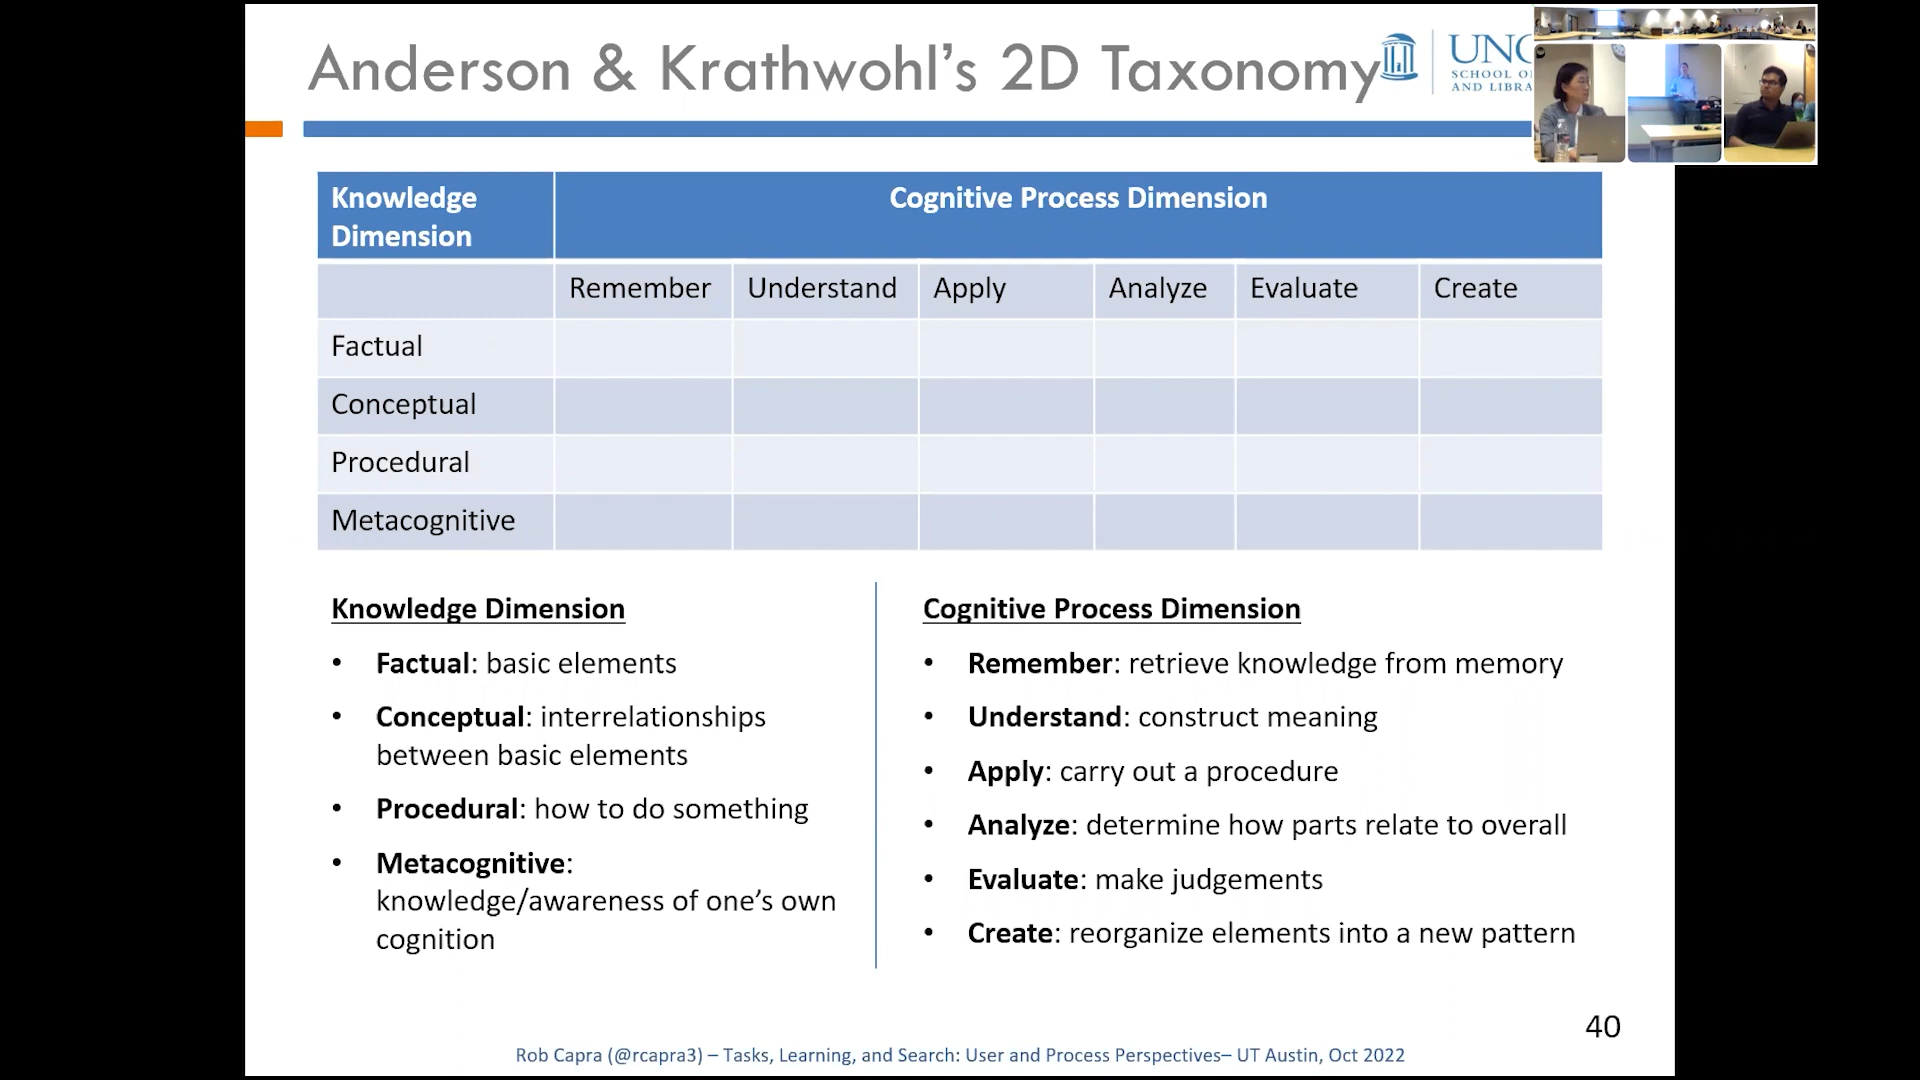 Anderson & Krathwohl's 2D Taxonomy
UNC
SCHOOL O
AND LIBRA
Knowledge Dimension
Cognitive Process Dimension
Remember Understand Apply Analyze Evaluate Create
Factual
Conceptual
Procedural
Metacognitive
Knowledge Dimension
• Factual: basic elements
• Conceptual: interrelationships
between basic elements
• Procedural: how to do something
• Metacognitive:
knowledge/awareness of one's own
cognition
Cognitive Process Dimension
• Remember: retrieve knowledge from memory
• Understand: construct meaning
• Apply: carry out a procedure
• Analyze: determine how parts relate to overall
• Evaluate: make judgements
• Create: reorganize elements into a new pattern
40
Rob Capra (@rcapra3) – Tasks, Learning, and Search: User and Process Perspectives– UT Austin, Oct 2022